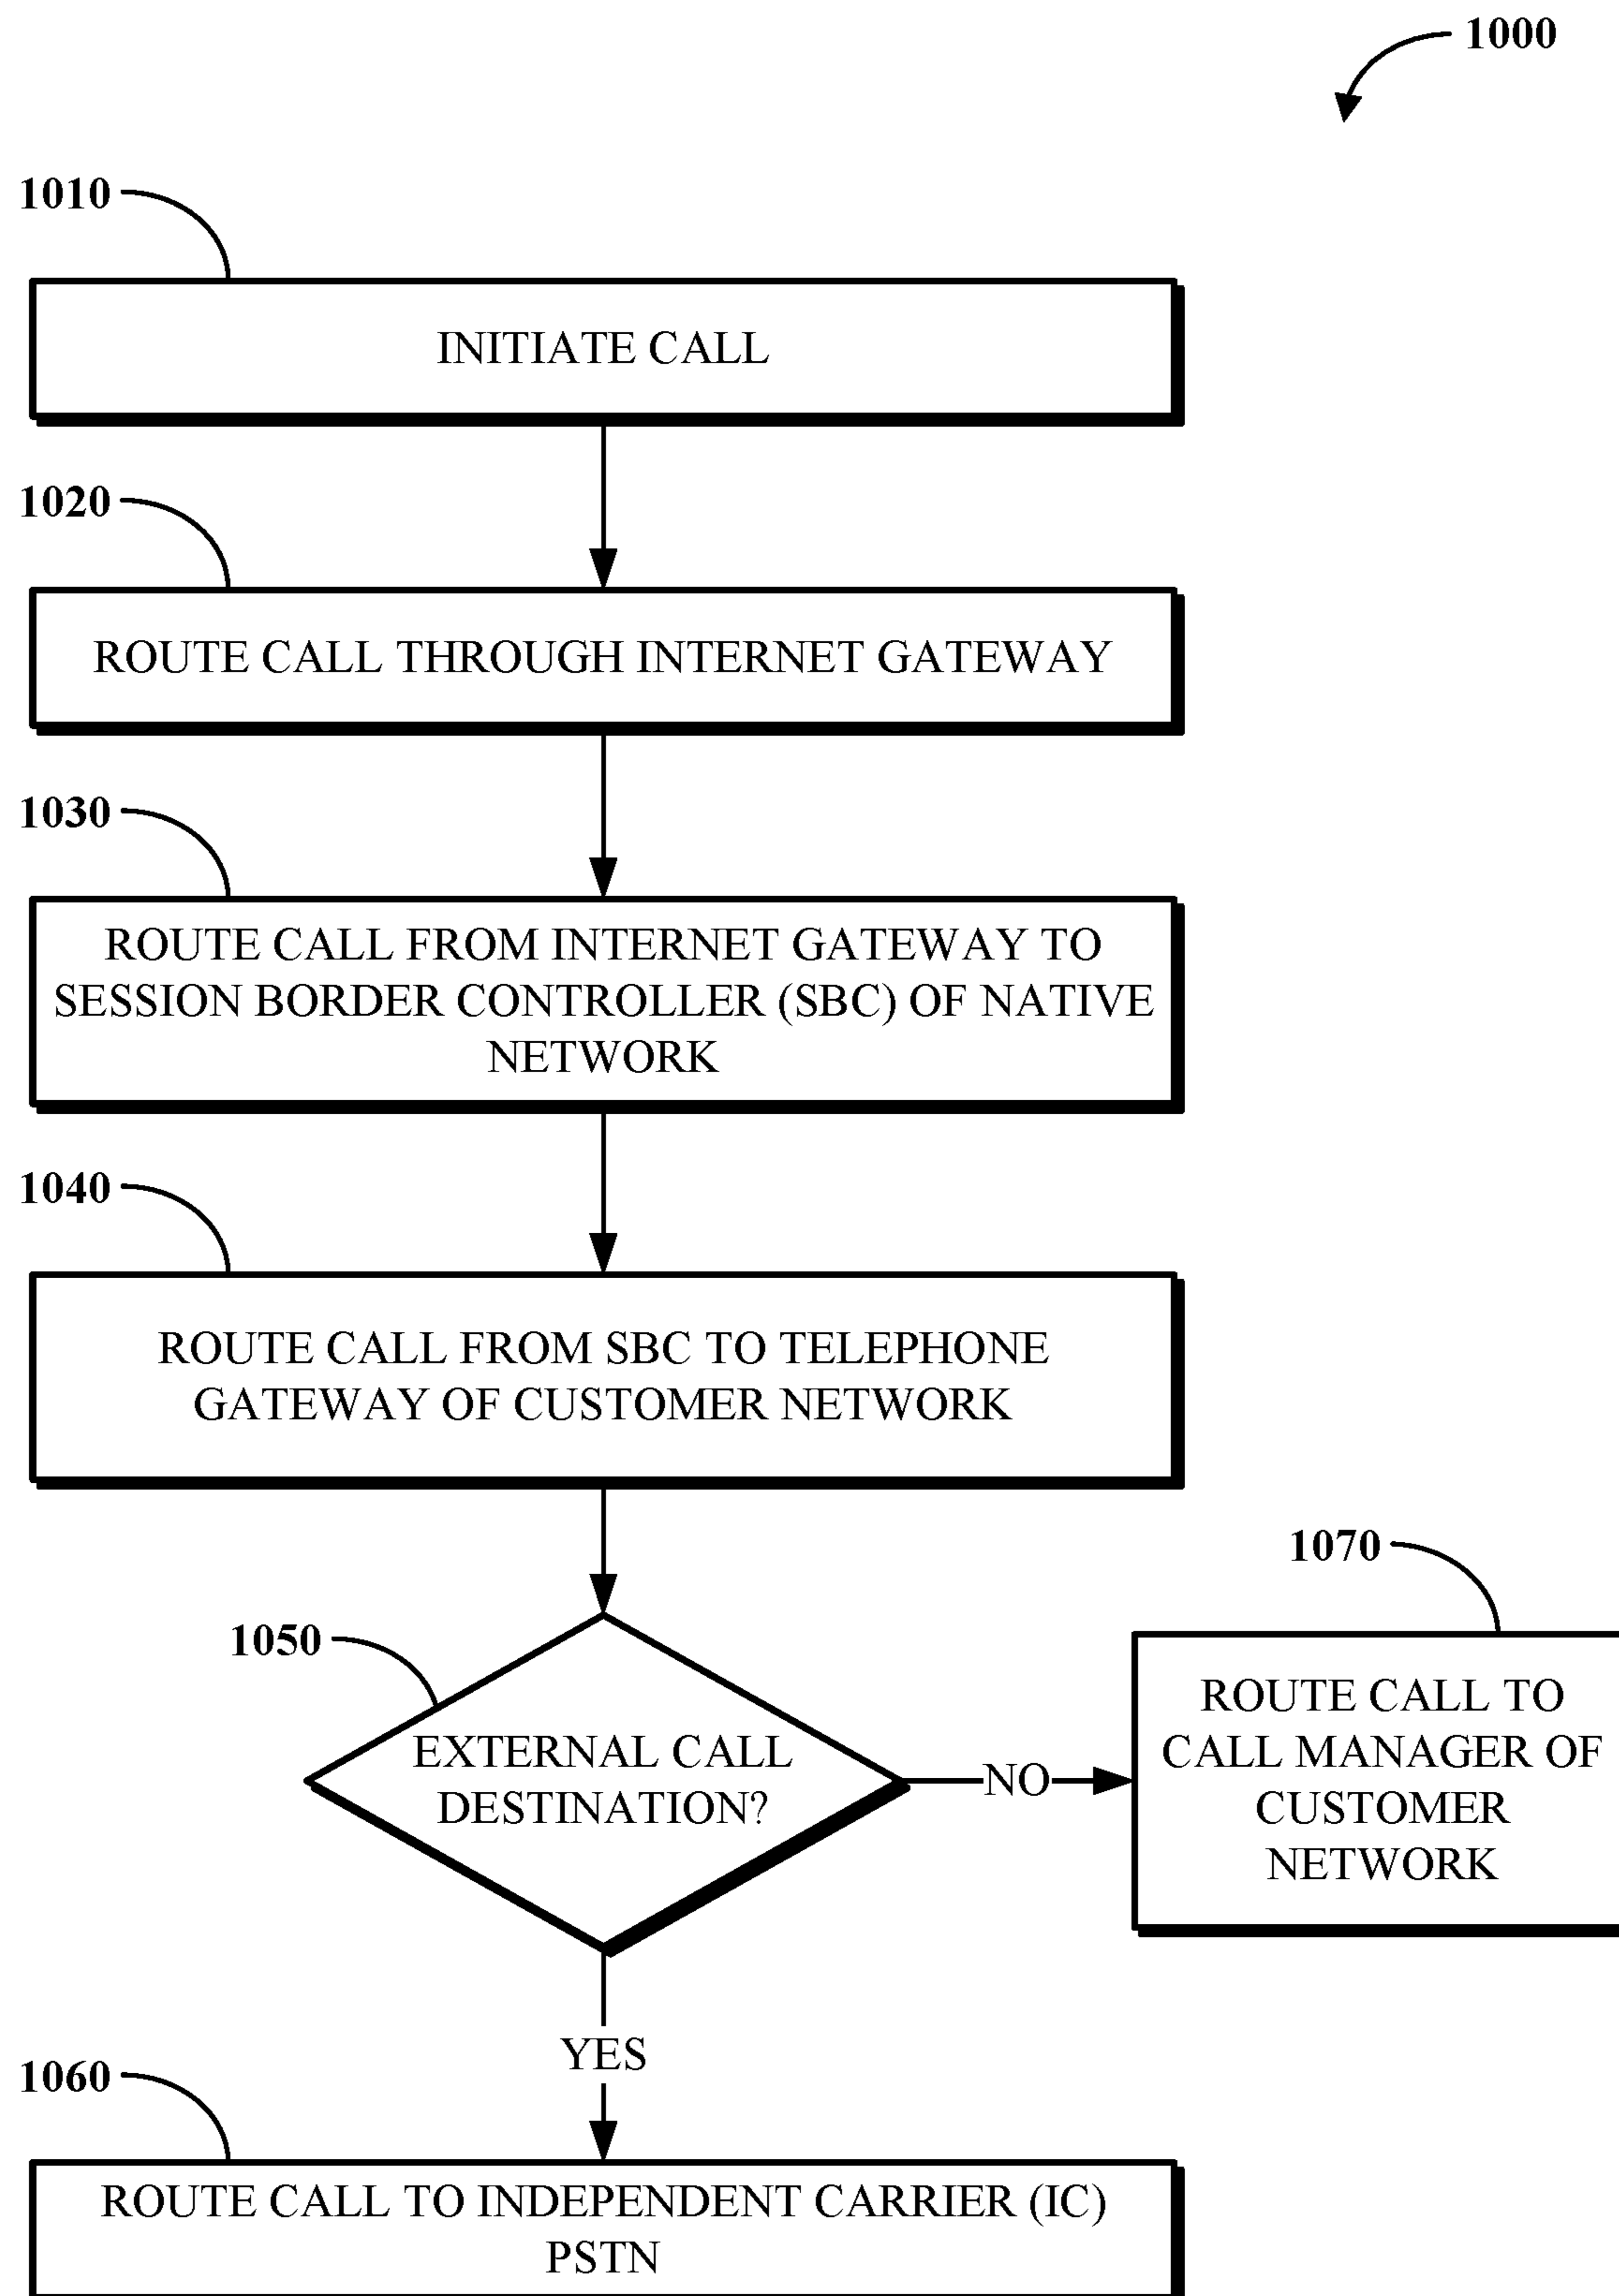 1000
1010
INITIATE CALL
1020
ROUTE CALL THROUGH INTERNET GATEWAY
1030
ROUTE CALL FROM INTERNET GATEWAY TO
SESSION BORDER CONTROLLER (SBC) OF NATIVE
NETWORK
1040
ROUTE CALL FROM SBC TO TELEPHONE
GATEWAY OF CUSTOMER NETWORK
1050
EXTERNAL CALL
DESTINATION?
NO
1070
ROUTE CALL TO
CALL MANAGER OF
CUSTOMER
NETWORK
YES
1060
ROUTE CALL TO INDEPENDENT CARRIER (IC)
PSTN